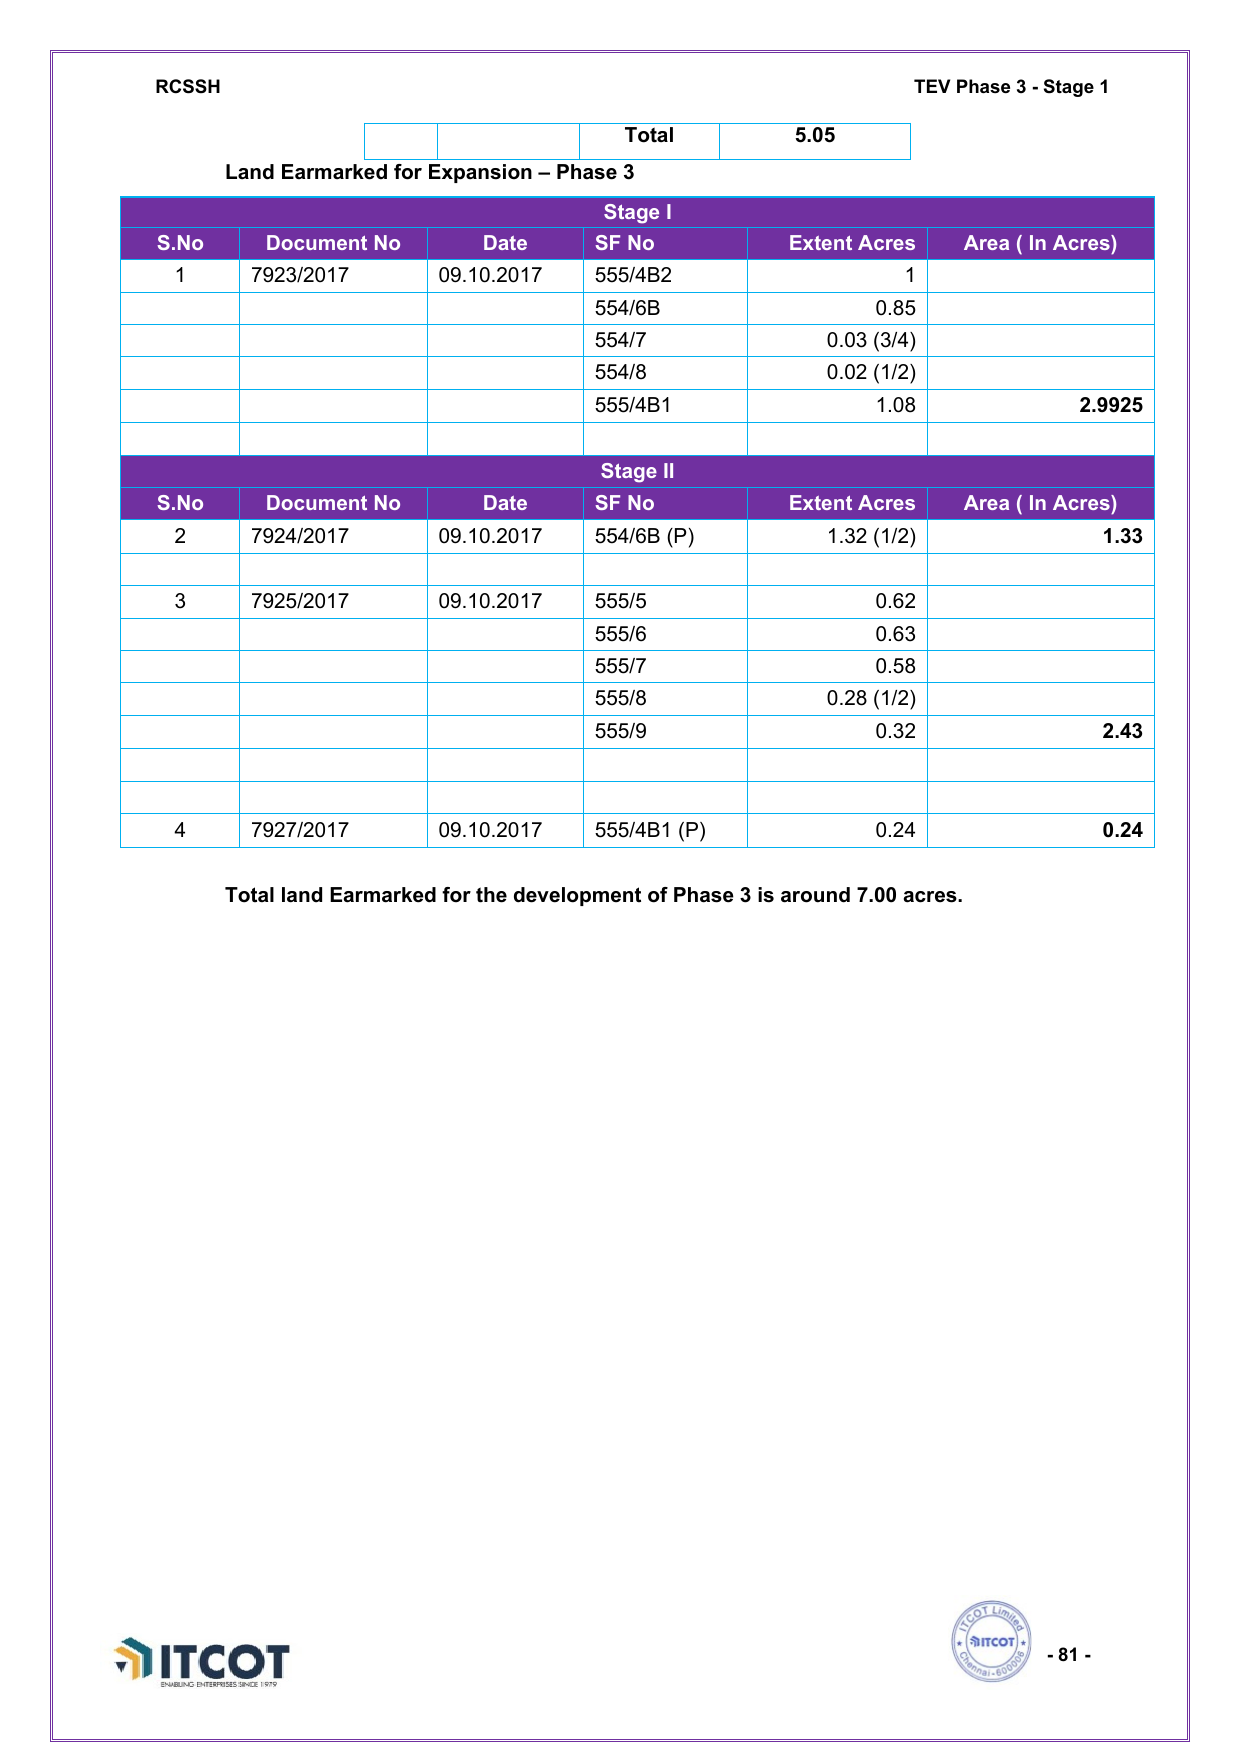 RCSSH TEV Phase 3 - Stage 1
Total 5.05
Land Earmarked for Expansion – Phase 3
Stage I
S.No Document No Date SF No Extent Acres Area ( In Acres)
1 7923/2017 09.10.2017 555/4B2 1
554/6B 0.85
554/7 0.03 (3/4)
554/8 0.02 (1/2)
555/4B1 1.08 2.9925
Stage II
S.No Document No Date SF No Extent Acres Area ( In Acres)
2 7924/2017 09.10.2017 554/6B (P) 1.32 (1/2) 1.33
3 7925/2017 09.10.2017 555/5 0.62
555/6 0.63
555/7 0.58
555/8 0.28 (1/2)
555/9 0.32 2.43
4 7927/2017 09.10.2017 555/4B1 (P) 0.24 0.24
Total land Earmarked for the development of Phase 3 is around 7.00 acres.
ITCOT
ENABLING ENTERPRISES SINCE 1979
ITCOT Limited
ITCOT
Chennai-600006
- 81 -